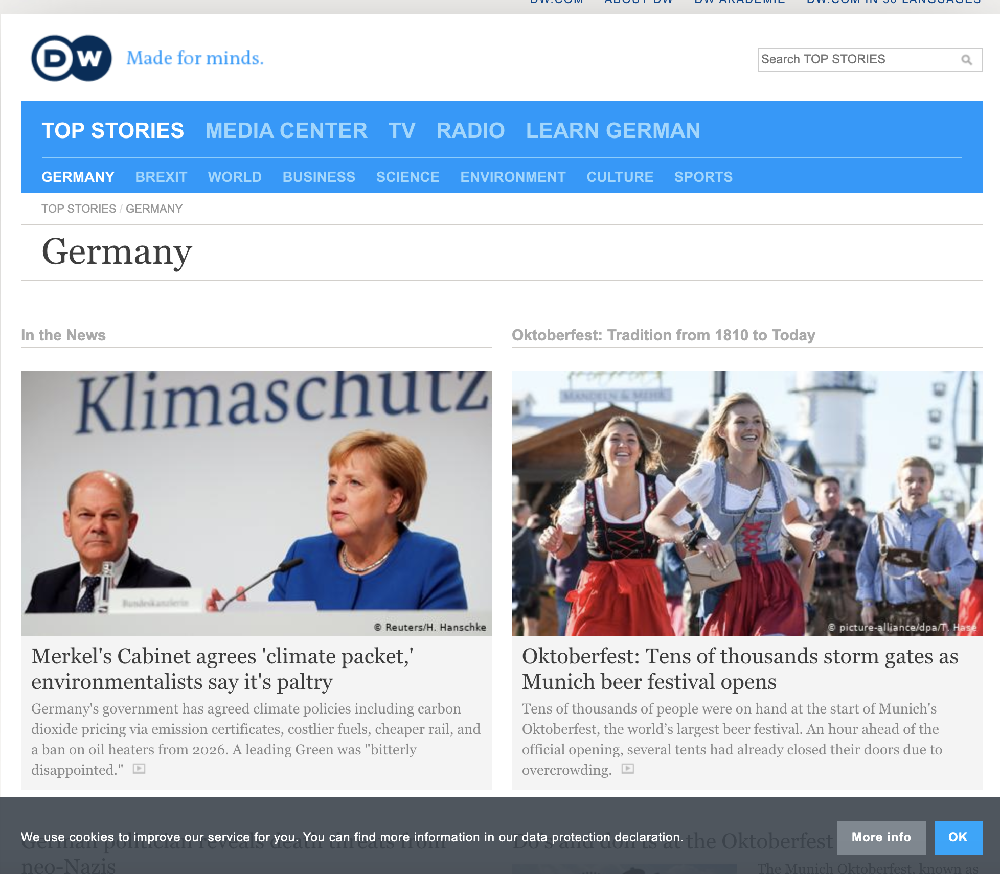 DW.COM ABOUT DW DW AKADEMIE DW.COM IN 30 LANGUAGES
DW Made for minds.
Search TOP STORIES
TOP STORIES MEDIA CENTER TV RADIO LEARN GERMAN
GERMANY BREXIT WORLD BUSINESS SCIENCE ENVIRONMENT CULTURE SPORTS
TOP STORIES / GERMANY
Germany
In the News
Klimaschutz
Bundeskanzlerin
© Reuters/H. Hanschke
Merkel's Cabinet agrees 'climate packet,'
environmentalists say it's paltry
Germany's government has agreed climate policies including carbon
dioxide pricing via emission certificates, costlier fuels, cheaper rail, and
a ban on oil heaters from 2026. A leading Green was "bitterly
disappointed."
Oktoberfest: Tradition from 1810 to Today
MANDELN & MEHR
© picture-alliance/dpa/T. Hase
Oktoberfest: Tens of thousands storm gates as
Munich beer festival opens
Tens of thousands of people were on hand at the start of Munich's
Oktoberfest, the world’s largest beer festival. An hour ahead of the
official opening, several tents had already closed their doors due to
overcrowding.
We use cookies to improve our service for you. You can find more information in our data protection declaration.
More info OK
German politician reveals death threats from
neo-Nazis
Do's and don'ts at the Oktoberfest
The Munich Oktoberfest, known as